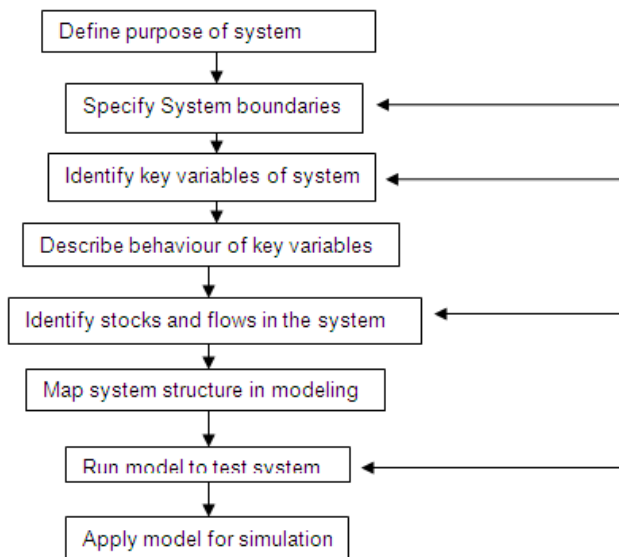 Define purpose of system
Specify System boundaries
Identify key variables of system
Describe behaviour of key variables
Identify stocks and flows in the system
Map system structure in modeling
Run model to test system
Apply model for simulation